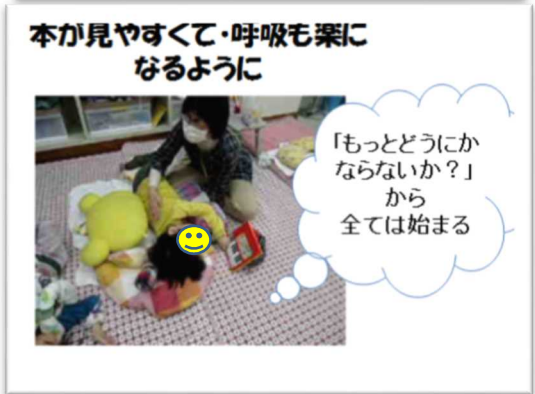 本が見やすくて・呼吸も楽に
なるように
「もっとどうにか
ならないか？」
から
全ては始まる